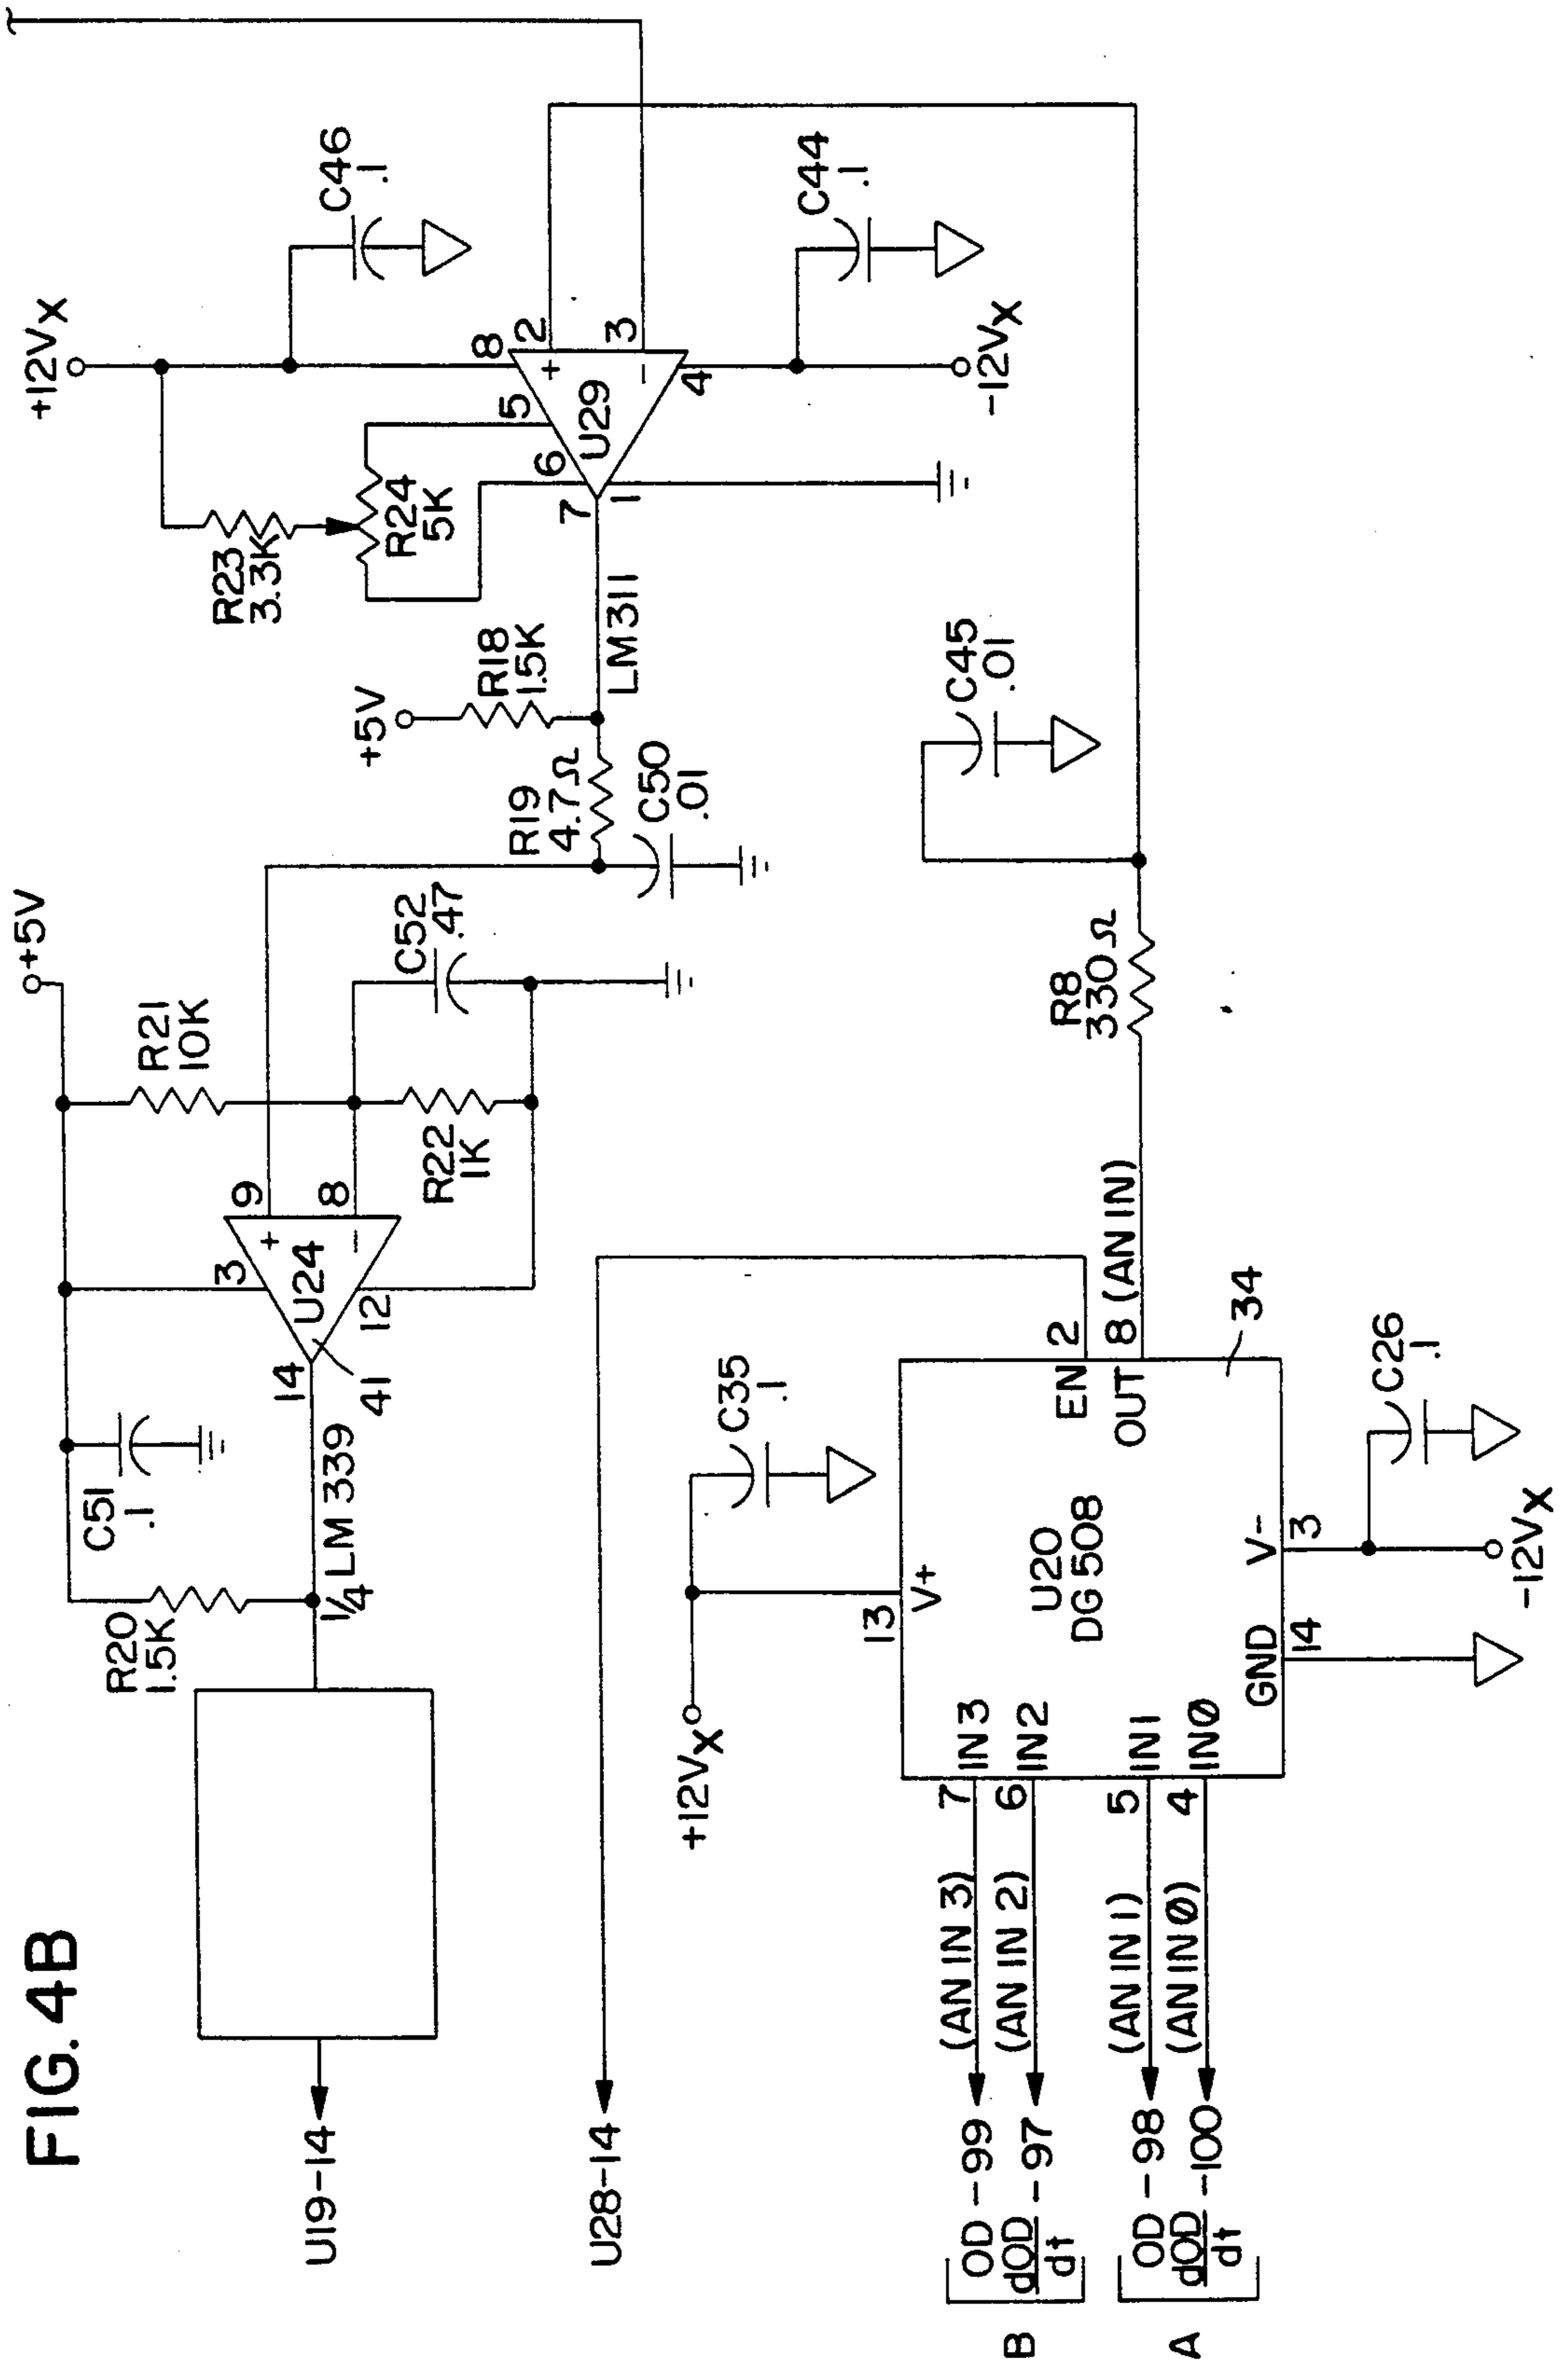 FIG. 4B
U19-14
R20
1.5K
C51
.1
1/4 LM 339
14
41
3
U24
12
+
-
9
8
R21
10K
R22
1K
+5V
C52
.47
R19
4.7Ω
C50
.01
+5V
R18
1.5K
LM311
R23
3.3K
R24
5K
7
6
5
1
U29
+
-
8
2
3
4
+12VX
C46
.1
-12VX
C44
.1
U28-14
+12VX
C35
.1
13
V+
U20
DG508
EN
2
OUT
8 (AN IN)
34
R8
330Ω
C45
.01
IN3
7
(AN IN 3)
IN2
6
(AN IN 2)
IN1
5
(AN IN 1)
IN0
4
(AN IN 0)
GND
14
V-
3
-12VX
C26
.1
B
OD -99
dOD
dt
-97
A
OD -98
dOD
dt
-100